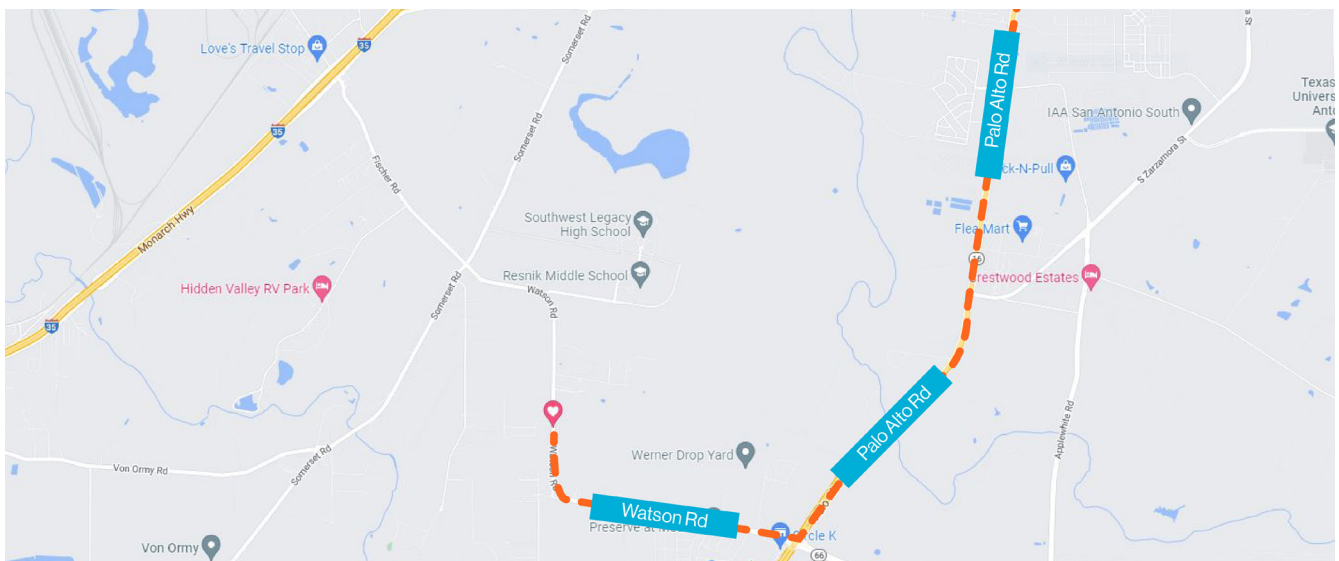 Love's Travel Stop
35
Somerset Rd
Palo Alto Rd
Texas
Univers
Anto
IAA San Antonio South
35
Somerset Rd
Fischer Rd
ck-N-Pull
S Zarzamora St
Monarch Hwy
Southwest Legacy
High School
Flea Mart
16
Resnik Middle School
Hidden Valley RV Park
Somerset Rd
Watson Rd
restwood Estates
35
Palo Alto Rd
Applewhite Rd
Werner Drop Yard
Von Ormy Rd
Somerset Rd
Watson Rd
Watson Rd
Preserve at M
rcle K
Von Ormy
66